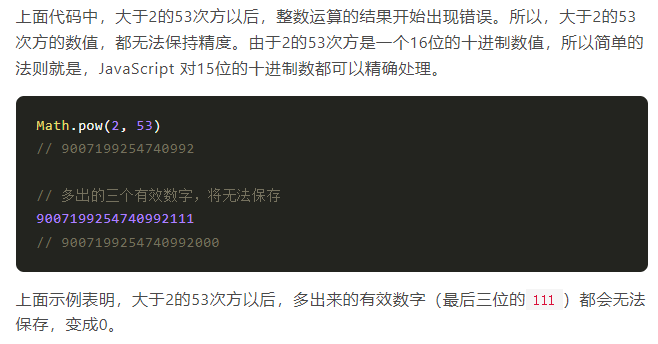 上面代码中，大于2的53次方以后，整数运算的结果开始出现错误。所以，大于2的53
次方的数值，都无法保持精度。由于2的53次方是一个16位的十进制数值，所以简单的
法则就是，JavaScript 对15位的十进制数都可以精确处理。
Math.pow(2, 53)
// 9007199254740992
// 多出的三个有效数字，将无法保存
9007199254740992111
// 9007199254740992000
上面示例表明，大于2的53次方以后，多出来的有效数字（最后三位的111）都会无法
保存，变成0。